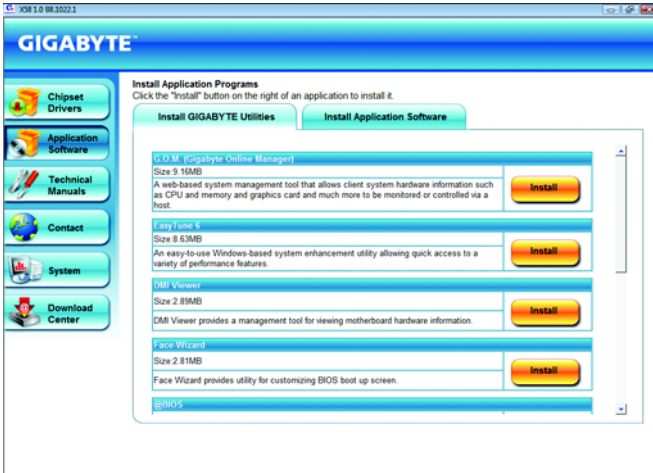 X58 1.0 B8.1022.1
GIGABYTE™
Chipset
Drivers
Application
Software
Technical
Manuals
Contact
System
Download
Center
Install Application Programs
Click the "Install" button on the right of an application to install it.
Install GIGABYTE Utilities
Install Application Software
G.O.M. (Gigabyte Online Manager)
Size:9.16MB
A web-based system management tool that allows client system hardware information such
as CPU and memory and graphics card and much more to be monitored or controlled via a
host.
Install
EasyTune 6
Size:8.63MB
An easy-to-use Windows-based system enhancement utility allowing quick access to a
variety of performance features.
Install
DMI Viewer
Size:2.89MB
DMI Viewer provides a management tool for viewing motherboard hardware information.
Install
Face-Wizard
Size:2.81MB
Face Wizard provides utility for customizing BIOS boot up screen.
Install
@BIOS